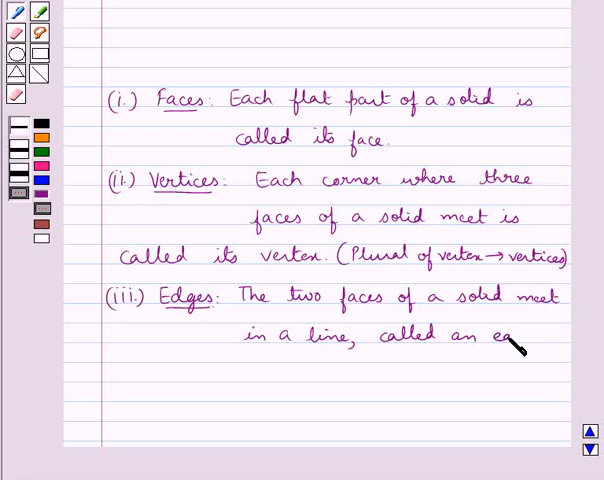 (i.) Faces: Each flat part of a solid is
called its face.
(ii.) Vertices: Each corner where three
faces of a solid meet is
called its vertex. (Plural of vertex → vertices)
(iii.) Edges: The two faces of a solid meet
in a line, called an